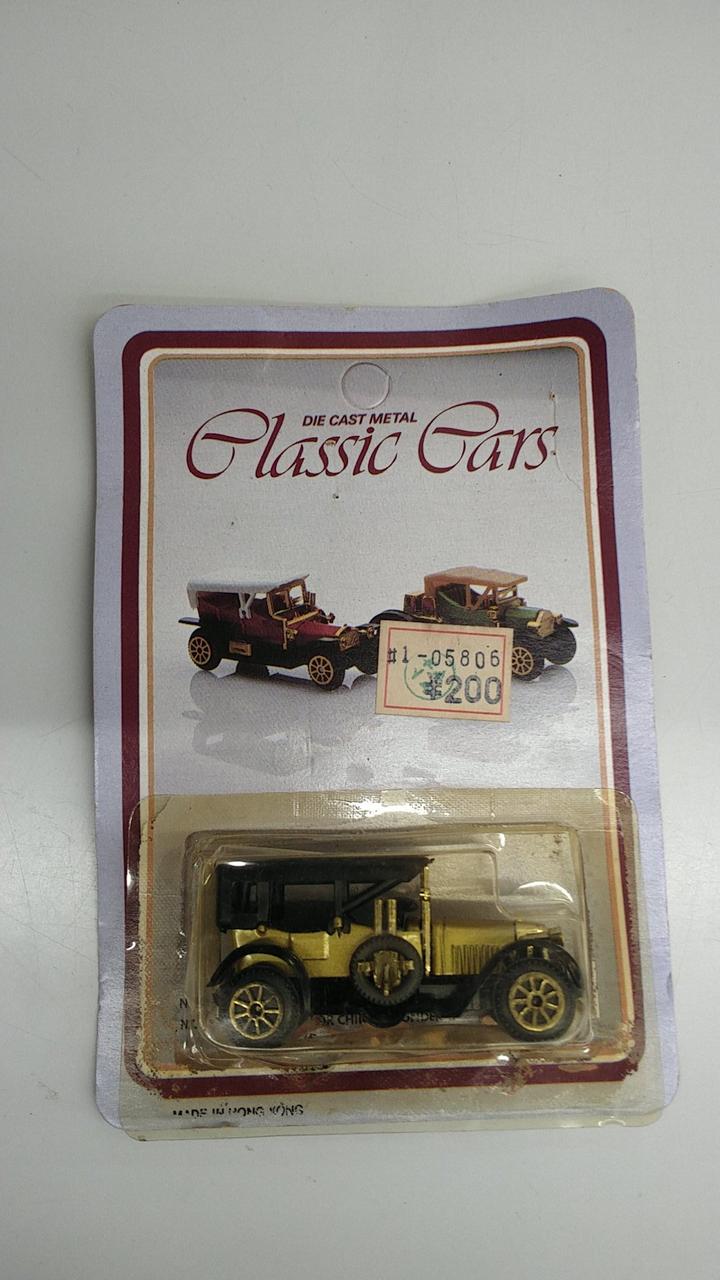 DIE CAST METAL
Classic Cars
#1-05806
¥200
MADE IN HONG KONG